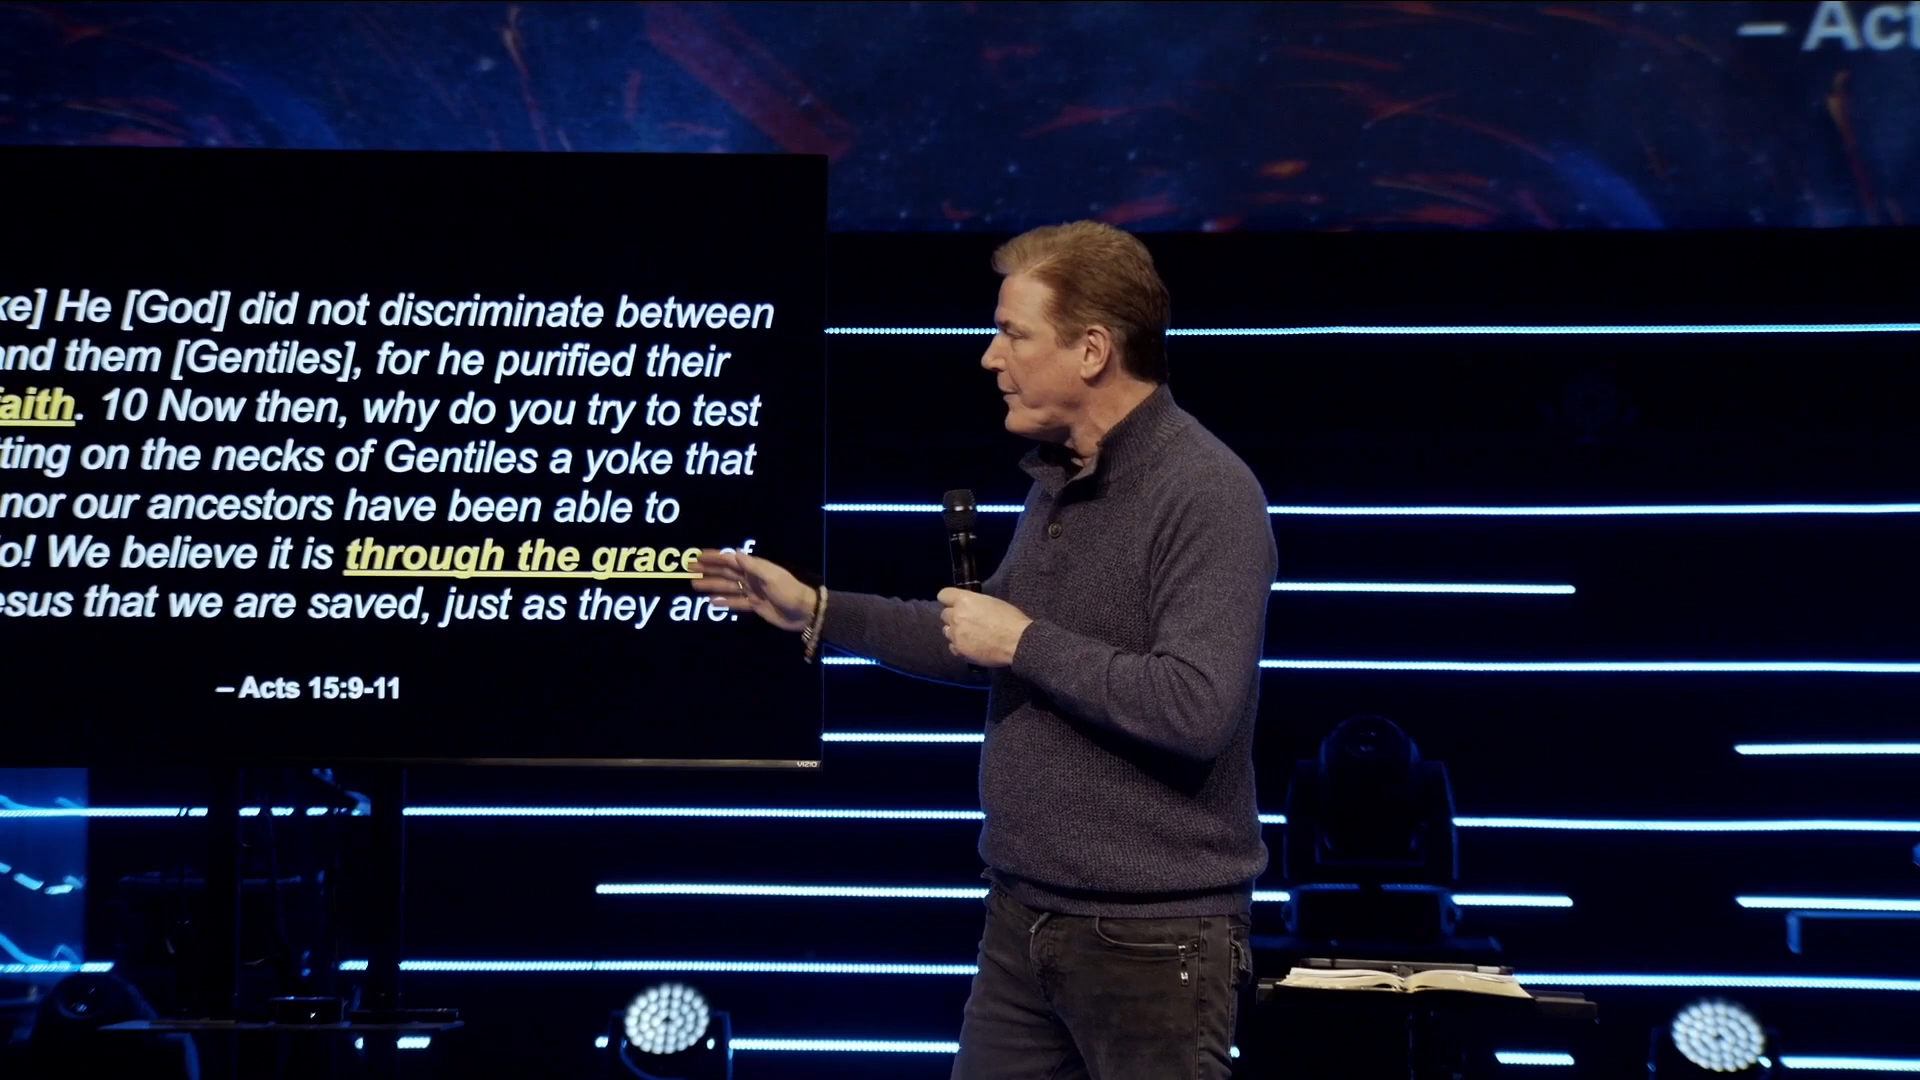 – Act
ke] He [God] did not discriminate between
and them [Gentiles], for he purified their
faith. 10 Now then, why do you try to test
tting on the necks of Gentiles a yoke that
nor our ancestors have been able to
o! We believe it is through the grace of
esus that we are saved, just as they are.
– Acts 15:9-11
VIZIO